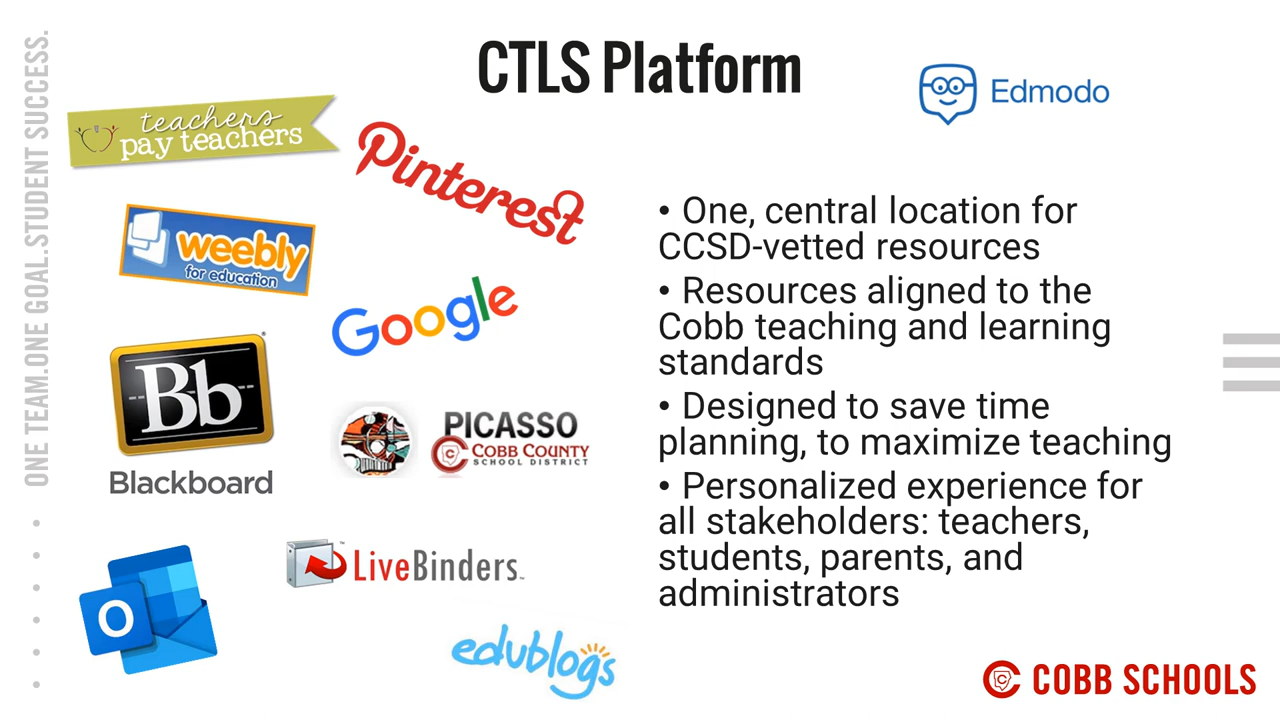 CTLS Platform
ONE TEAM.ONE GOAL.STUDENT SUCCESS.
teachers
pay teachers
Pinterest
Edmodo
weebly
for education
Google
Bb
Blackboard
PICASSO
COBB COUNTY
SCHOOL DISTRICT
O
LiveBinders™
edublogs
• One, central location for
CCSD-vetted resources
• Resources aligned to the
Cobb teaching and learning
standards
• Designed to save time
planning, to maximize teaching
• Personalized experience for
all stakeholders: teachers,
students, parents, and
administrators
C COBB SCHOOLS